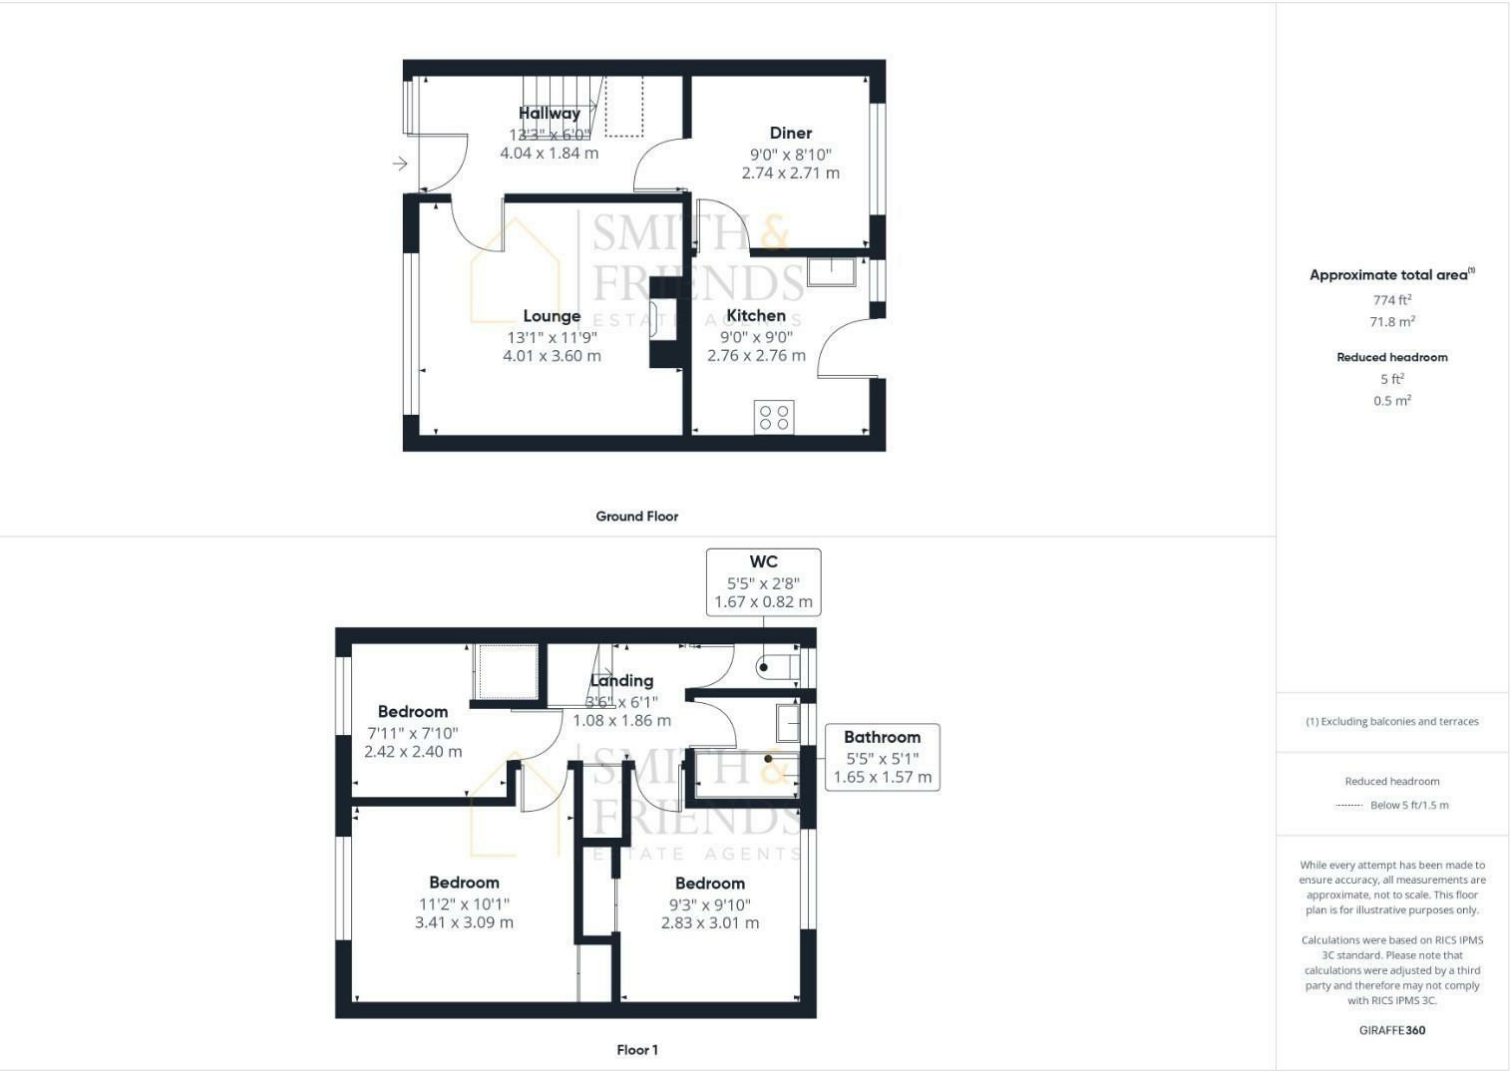 Hallway
13'3" x 6'0"
4.04 x 1.84 m
Diner
9'0" x 8'10"
2.74 x 2.71 m
SMITH &
FRIENDS
ESTATE AGENTS
Lounge
13'1" x 11'9"
4.01 x 3.60 m
Kitchen
9'0" x 9'0"
2.76 x 2.76 m
Ground Floor
WC
5'5" x 2'8"
1.67 x 0.82 m
Landing
3'6" x 6'1"
1.08 x 1.86 m
Bedroom
7'11" x 7'10"
2.42 x 2.40 m
Bathroom
5'5" x 5'1"
1.65 x 1.57 m
SMITH &
FRIENDS
ESTATE AGENTS
Bedroom
11'2" x 10'1"
3.41 x 3.09 m
Bedroom
9'3" x 9'10"
2.83 x 3.01 m
Floor 1
Approximate total area(1)
774 ft²
71.8 m²
Reduced headroom
5 ft²
0.5 m²
(1) Excluding balconies and terraces
Reduced headroom
Below 5 ft/1.5 m
While every attempt has been made to
ensure accuracy, all measurements are
approximate, not to scale. This floor
plan is for illustrative purposes only.
Calculations were based on RICS IPMS
3C standard. Please note that
calculations were adjusted by a third
party and therefore may not comply
with RICS IPMS 3C.
GIRAFFE360